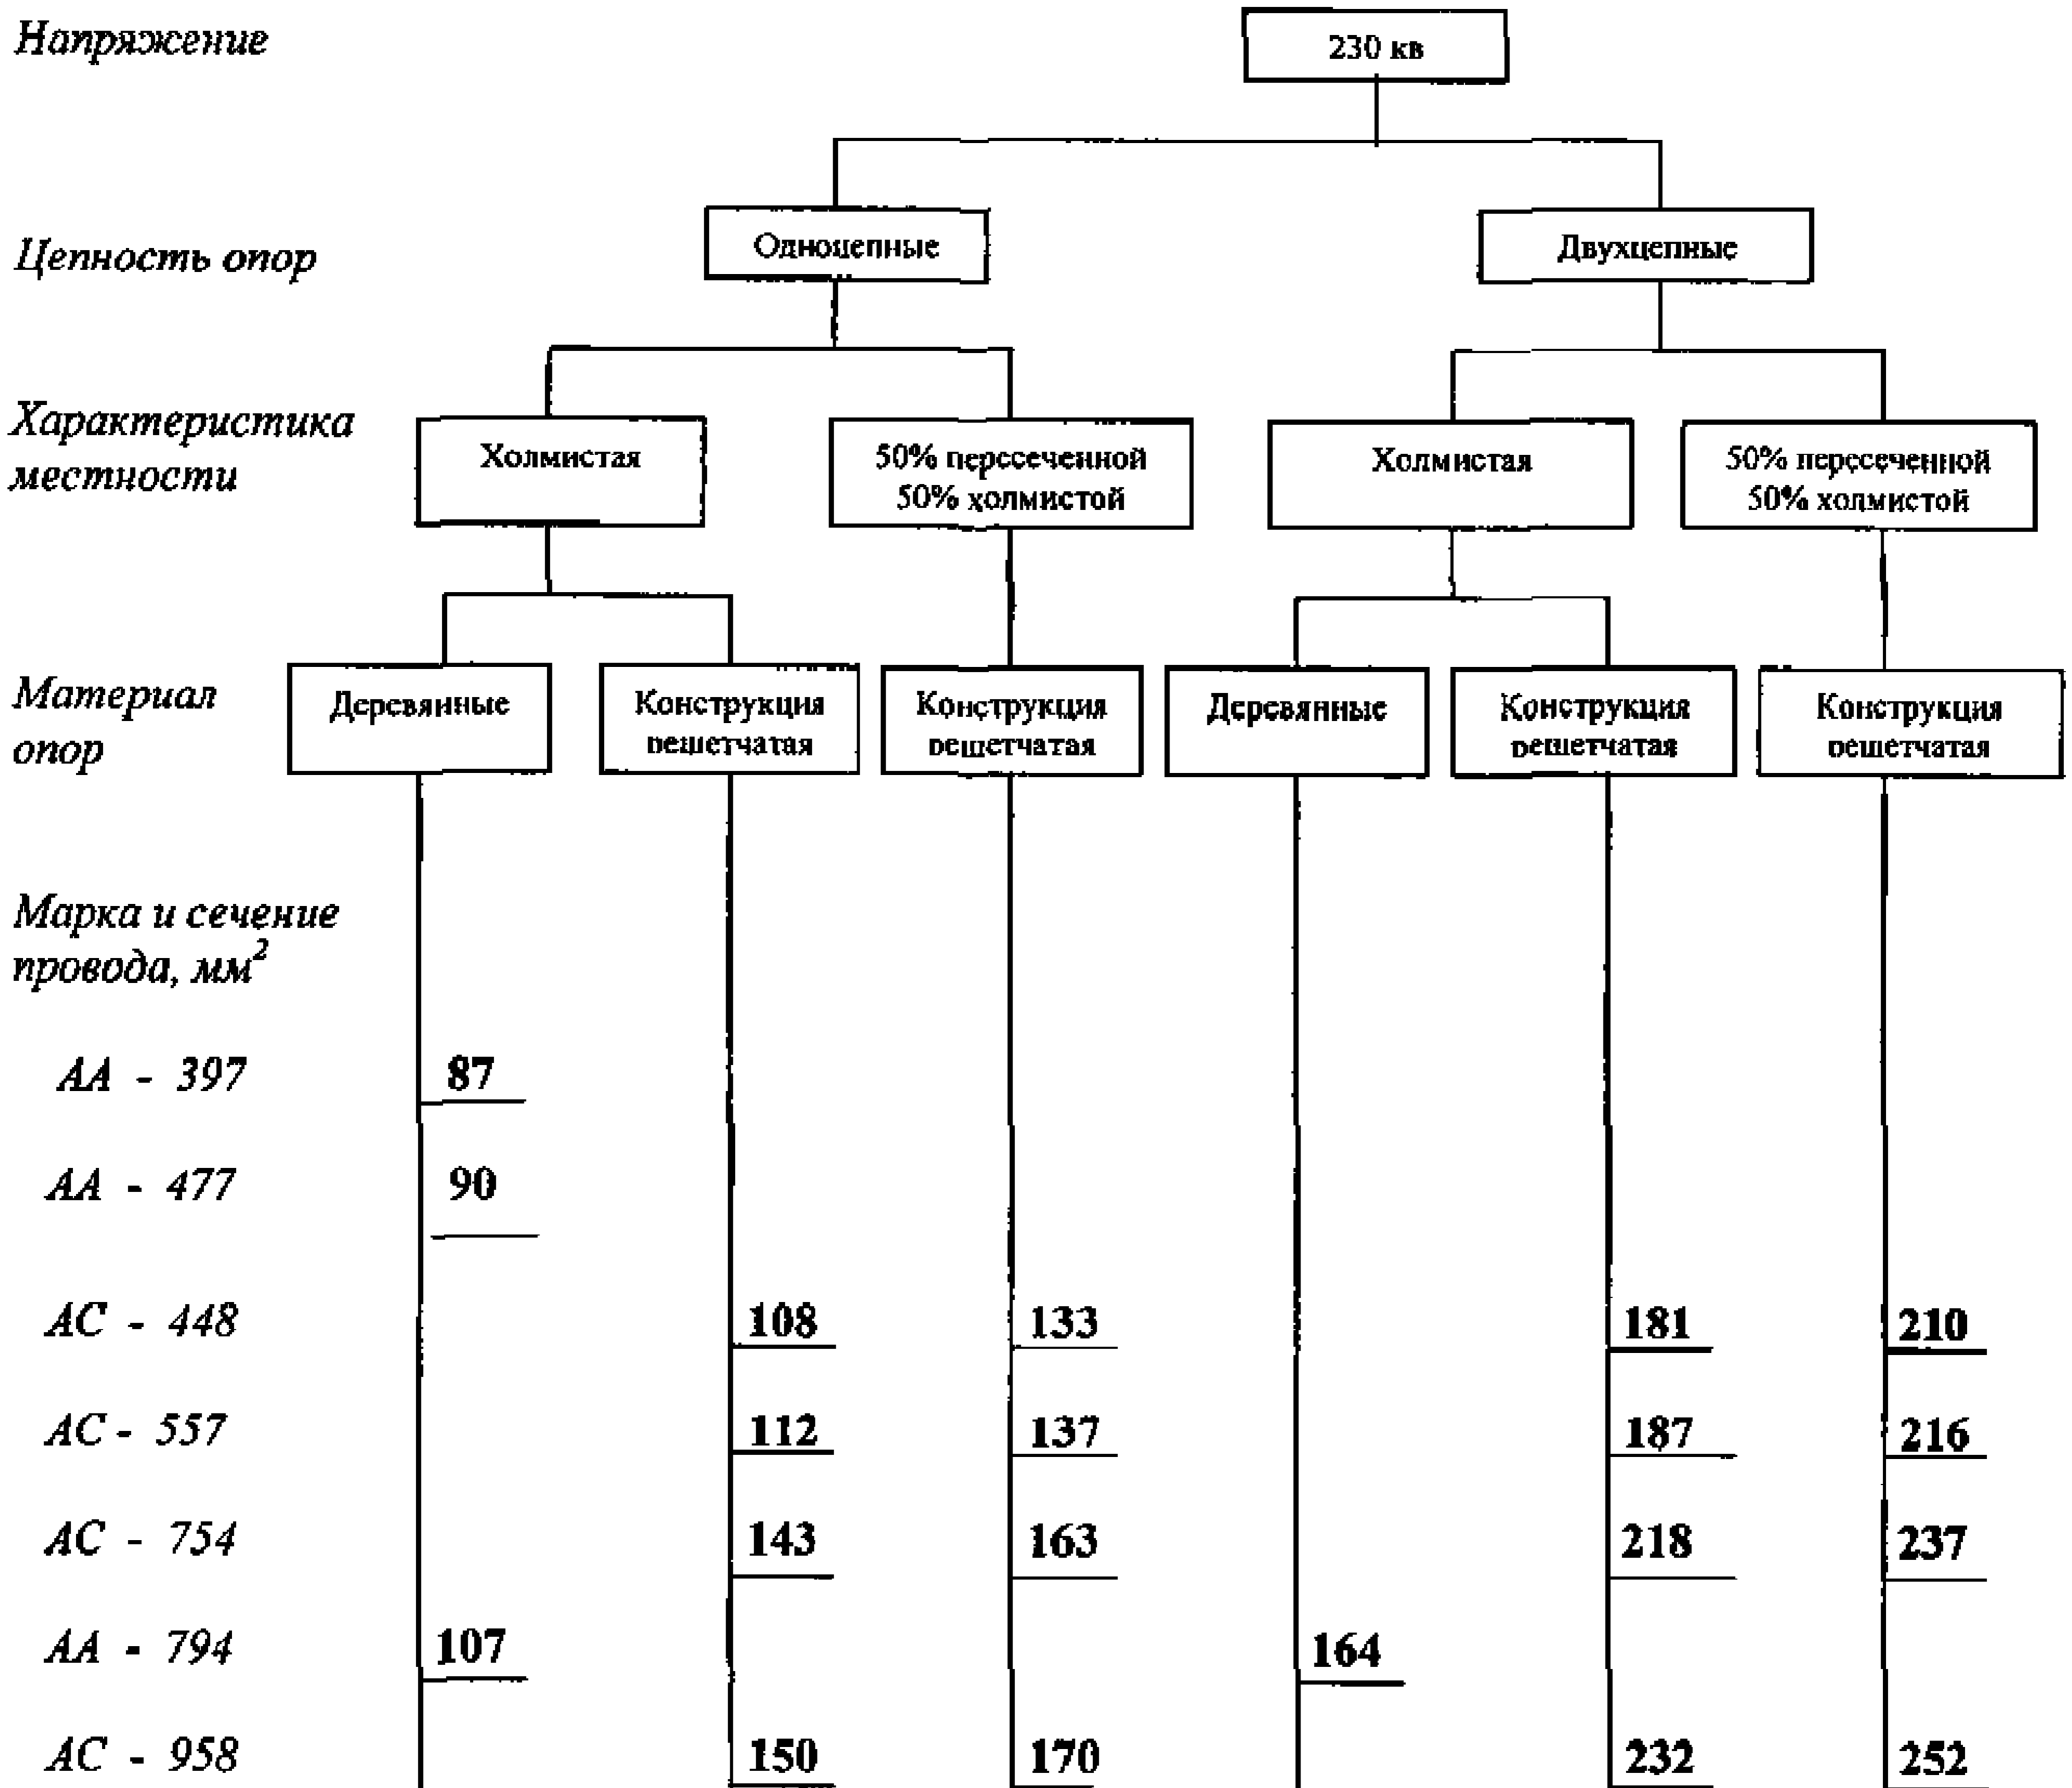 Напряжение
230 кв
Цепность опор
Одноцепные
Двухцепные
Характеристика
местности
Холмистая
50% пересеченной
50% холмистой
Холмистая
50% пересеченной
50% холмистой
Материал
опор
Деревянные
Конструкция
решетчатая
Конструкция
решетчатая
Деревянные
Конструкция
решетчатая
Конструкция
решетчатая
Марка и сечение
провода, мм²
АА - 397 87
АА - 477 90
АС - 448 108 133 181 210
АС - 557 112 137 187 216
АС - 754 143 163 218 237
АА - 794 107 164
АС - 958 150 170 232 252